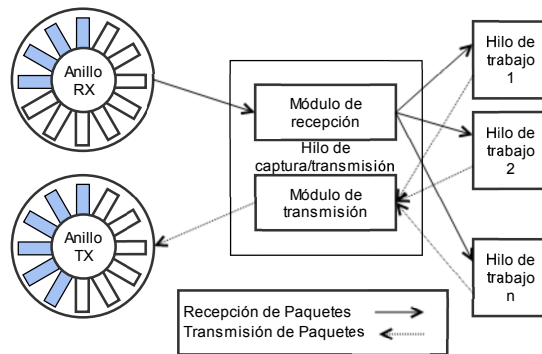 Anillo
RX
Módulo de
recepción
Hilo de
captura/transmisión
Módulo de
transmisión
Anillo
TX
Hilo de
trabajo
1
Hilo de
trabajo
2
Hilo de
trabajo
n
Recepción de Paquetes
Transmisión de Paquetes